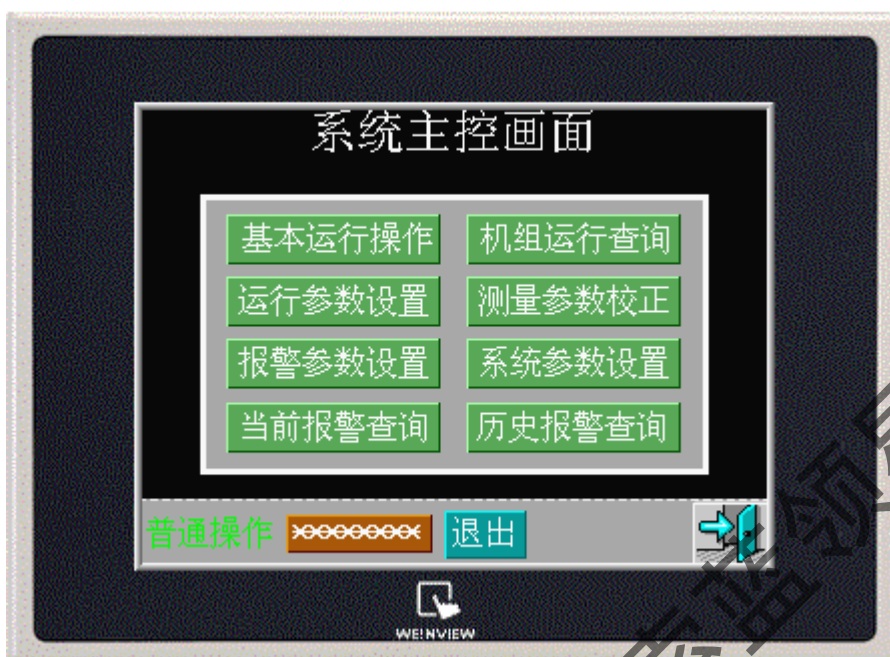 系统主控画面
基本运行操作 机组运行查询
运行参数设置 测量参数校正
报警参数设置 系统参数设置
当前报警查询 历史报警查询
普通操作 ******** 退出
WEINVIEW
蓝领